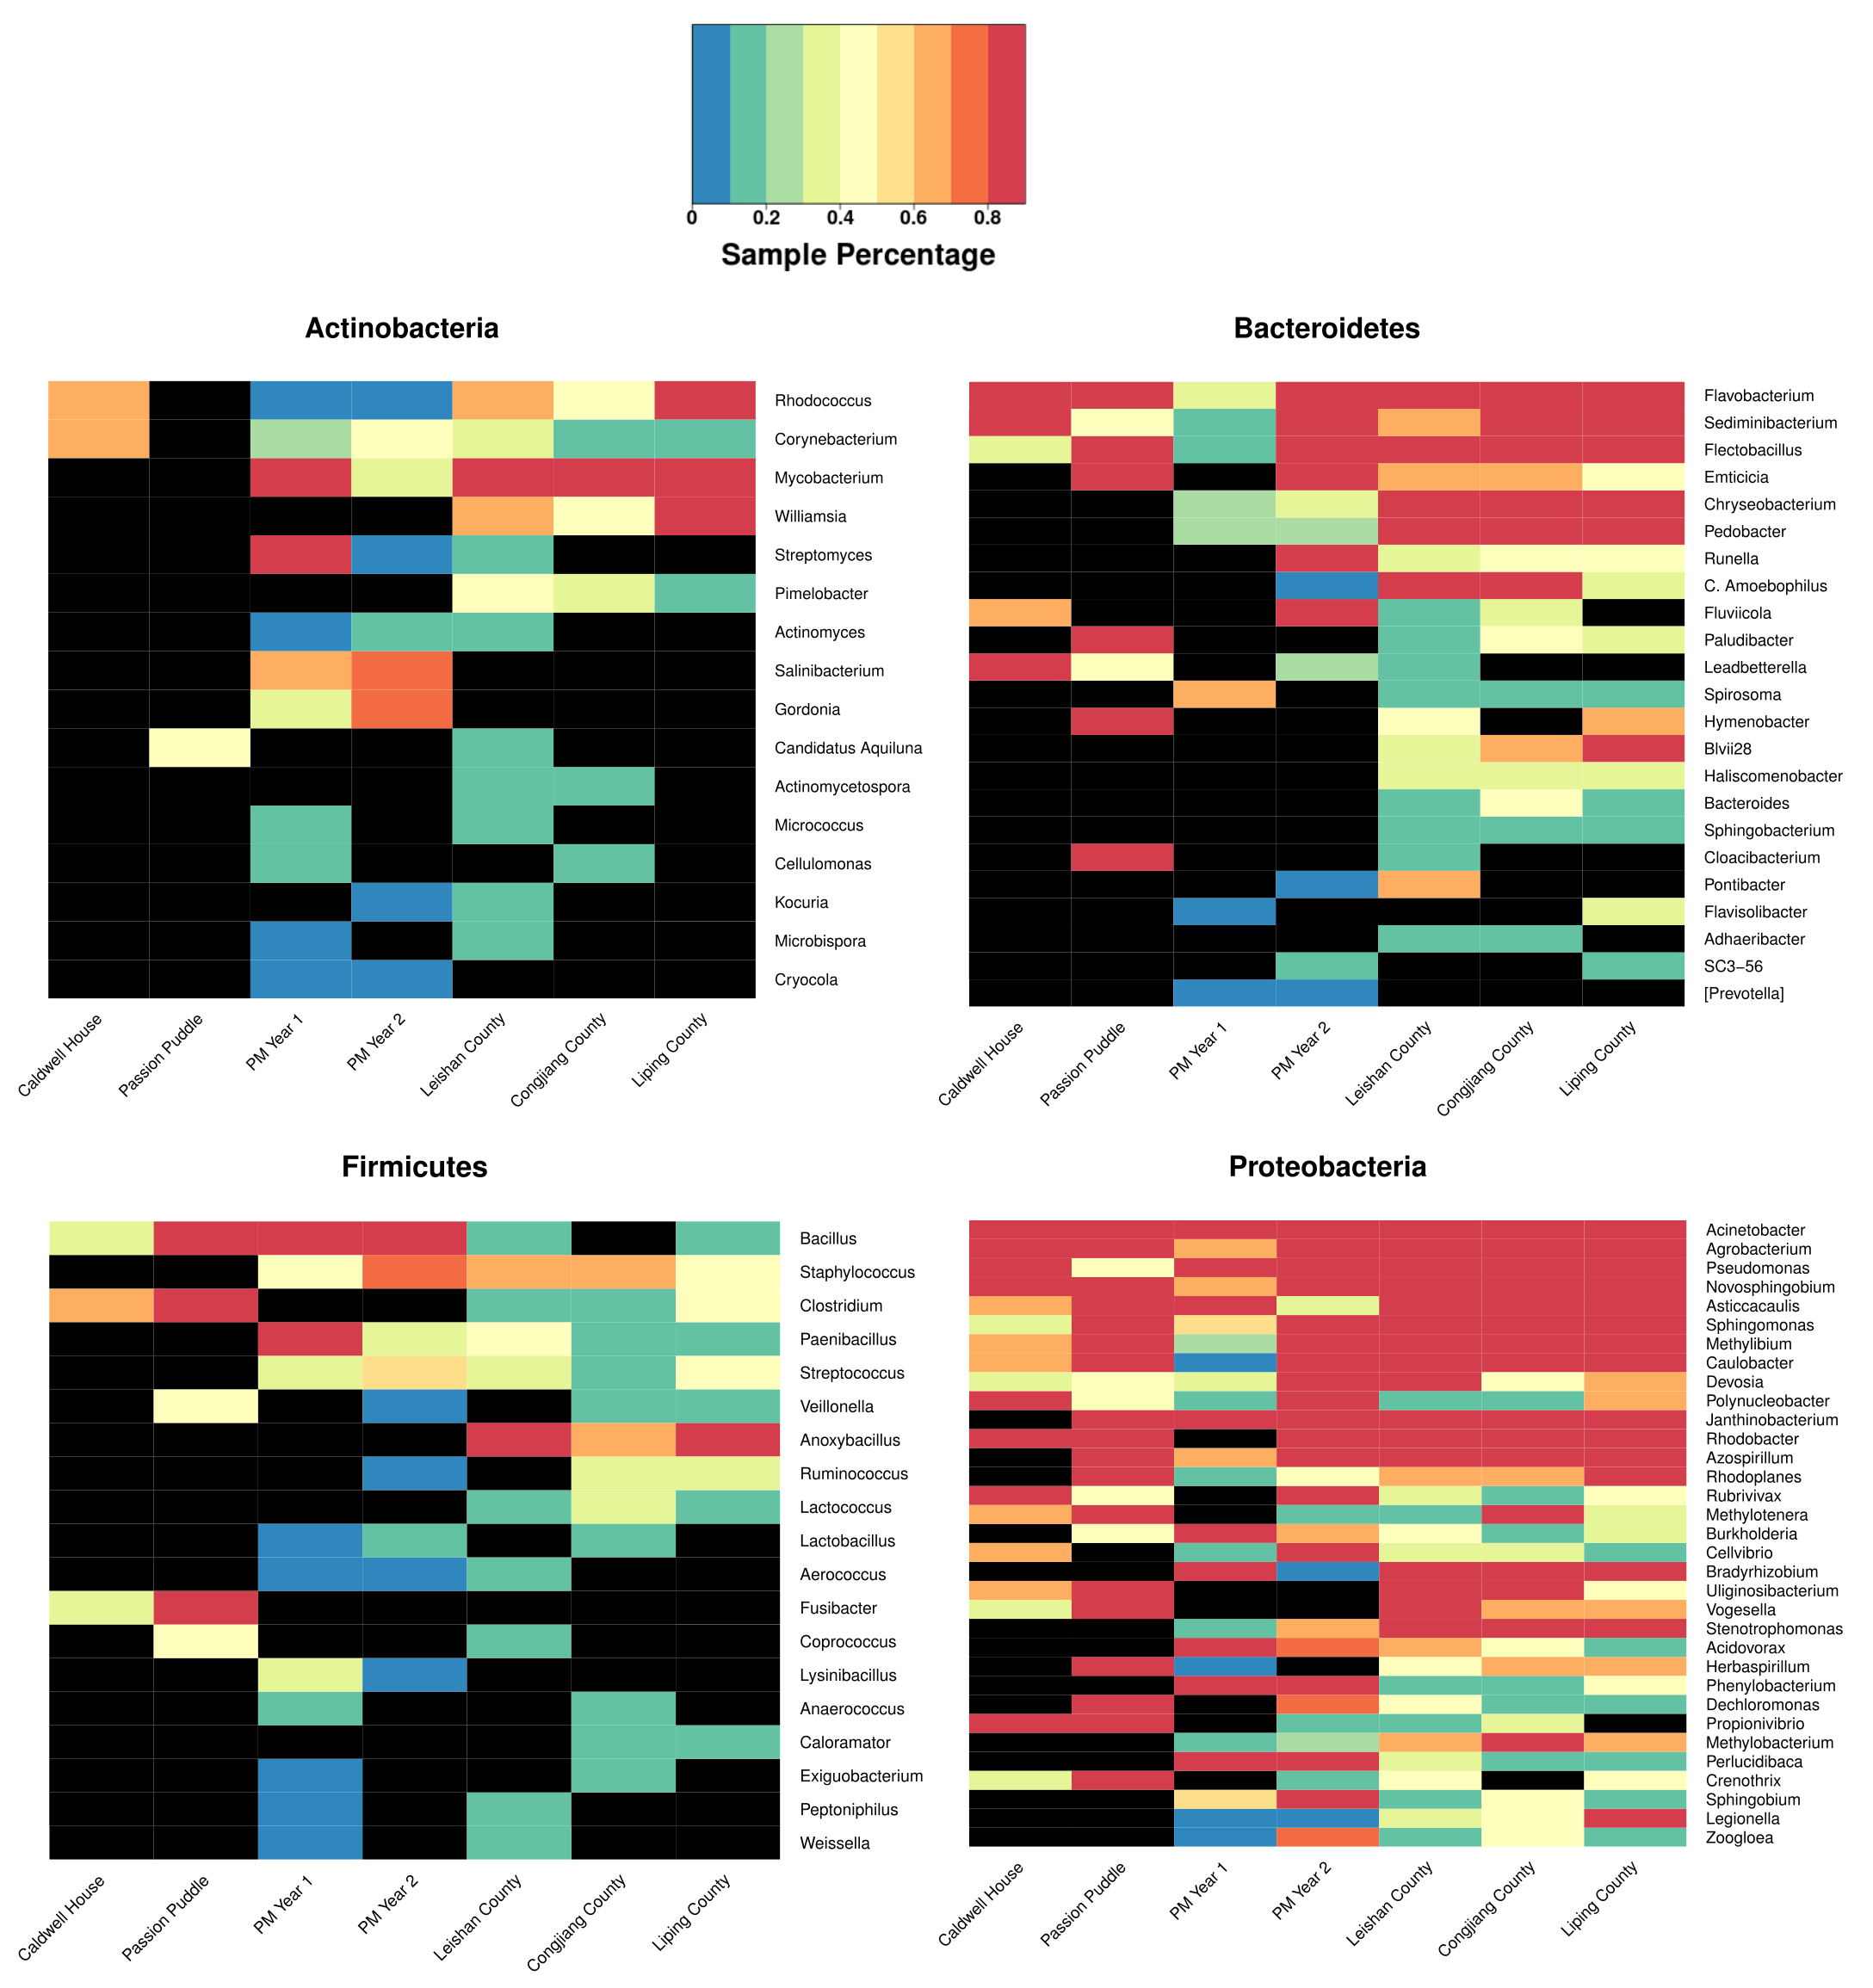 0 0.2 0.4 0.6 0.8
Sample Percentage
Actinobacteria
Rhodococcus
Corynebacterium
Mycobacterium
Williamsia
Streptomyces
Pimelobacter
Actinomyces
Salinibacterium
Gordonia
Candidatus Aquiluna
Actinomycetospora
Micrococcus
Cellulomonas
Kocuria
Microbispora
Cryocola
Caldwell House
Passion Puddle
PM Year 1
PM Year 2
Leishan County
Congjiang County
Liping County
Bacteroidetes
Flavobacterium
Sediminibacterium
Flectobacillus
Emticicia
Chryseobacterium
Pedobacter
Runella
C. Amoebophilus
Fluviicola
Paludibacter
Leadbetterella
Spirosoma
Hymenobacter
Blvii28
Haliscomenobacter
Bacteroides
Sphingobacterium
Cloacibacterium
Pontibacter
Flavisolibacter
Adhaeribacter
SC3−56
[Prevotella]
Caldwell House
Passion Puddle
PM Year 1
PM Year 2
Leishan County
Congjiang County
Liping County
Firmicutes
Bacillus
Staphylococcus
Clostridium
Paenibacillus
Streptococcus
Veillonella
Anoxybacillus
Ruminococcus
Lactococcus
Lactobacillus
Aerococcus
Fusibacter
Coprococcus
Lysinibacillus
Anaerococcus
Caloramator
Exiguobacterium
Peptoniphilus
Weissella
Caldwell House
Passion Puddle
PM Year 1
PM Year 2
Leishan County
Congjiang County
Liping County
Proteobacteria
Acinetobacter
Agrobacterium
Pseudomonas
Novosphingobium
Asticcacaulis
Sphingomonas
Methylibium
Caulobacter
Devosia
Polynucleobacter
Janthinobacterium
Rhodobacter
Azospirillum
Rhodoplanes
Rubrivivax
Methylotenera
Burkholderia
Cellvibrio
Bradyrhizobium
Uliginosibacterium
Vogesella
Stenotrophomonas
Acidovorax
Herbaspirillum
Phenylobacterium
Dechloromonas
Propionivibrio
Methylobacterium
Perlucidibaca
Crenothrix
Sphingobium
Legionella
Zoogloea
Caldwell House
Passion Puddle
PM Year 1
PM Year 2
Leishan County
Congjiang County
Liping County